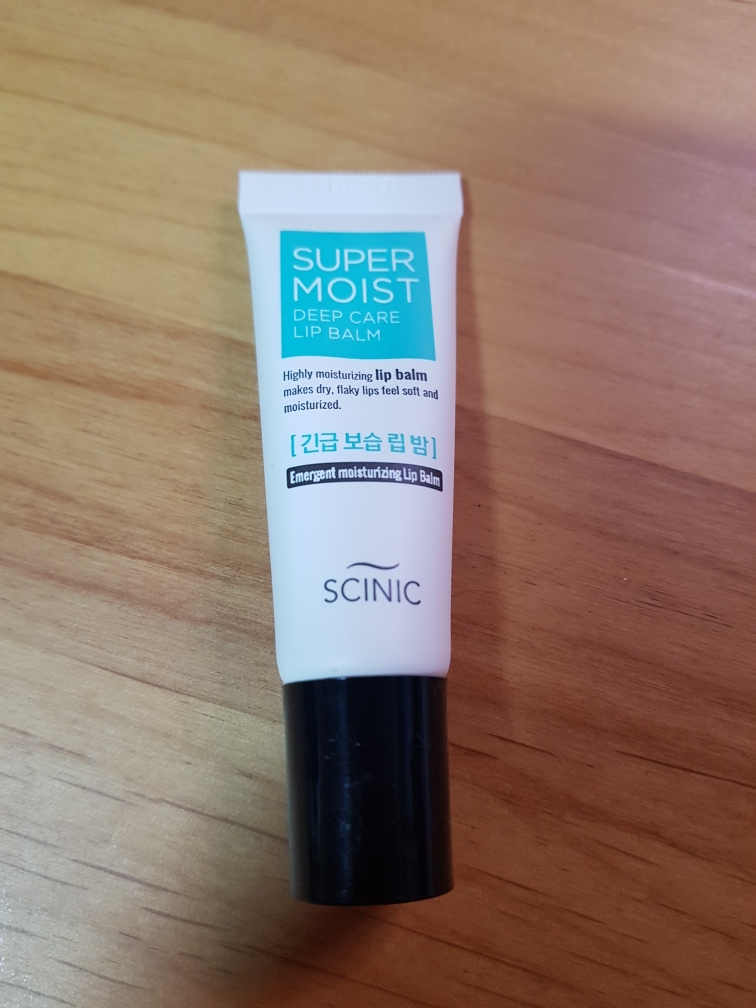 SUPER
MOIST
DEEP CARE
LIP BALM
Highly moisturizing lip balm
makes dry, flaky lips feel soft and
moisturized.
[ 긴급 보습 립 밤 ]
Emergent moisturizing Lip Balm
SCINIC